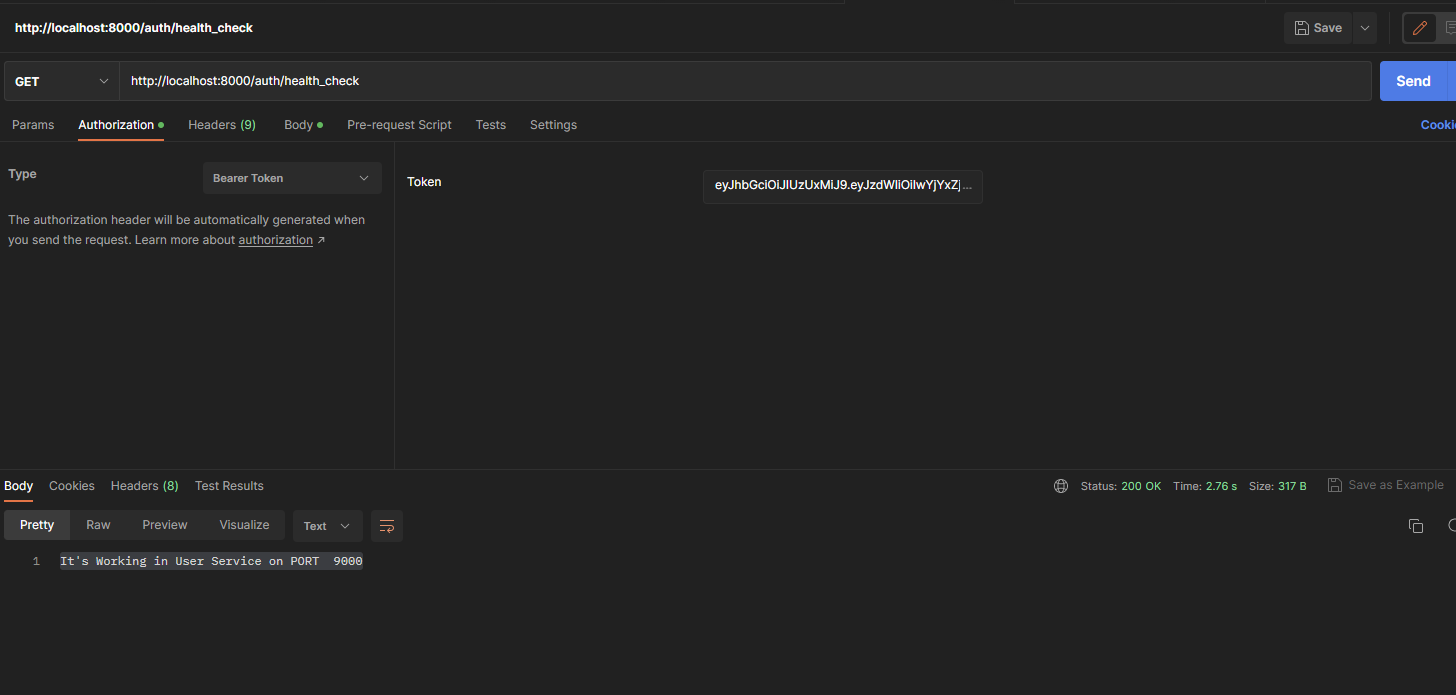 http://localhost:8000/auth/health_check
Save
GET
http://localhost:8000/auth/health_check
Send
Params Authorization Headers (9) Body Pre-request Script Tests Settings
Type
Bearer Token
Token
eyJhbGciOiJIUzUxMiJ9.eyJzdWIiOiIwYjYxZj...
The authorization header will be automatically generated when
you send the request. Learn more about authorization ↗
Body Cookies Headers (8) Test Results
Status: 200 OK Time: 2.76 s Size: 317 B
Save as Example
Pretty Raw Preview Visualize Text
1 It's Working in User Service on PORT  9000